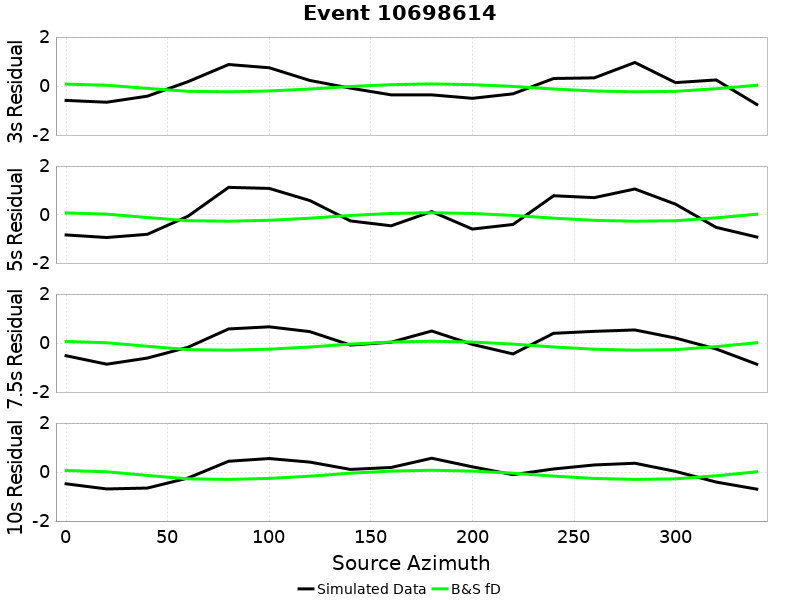 Event 10698614
3s Residual
2
0
-2
5s Residual
2
0
-2
7.5s Residual
2
0
-2
10s Residual
2
0
-2
0 50 100 150 200 250 300
Source Azimuth
Simulated Data B&S fD